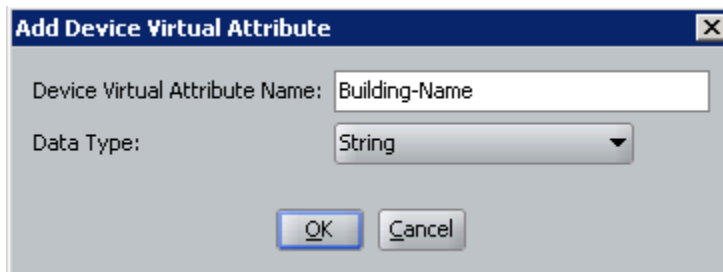 Add Device Virtual Attribute
Device Virtual Attribute Name: Building-Name
Data Type: String
OK Cancel